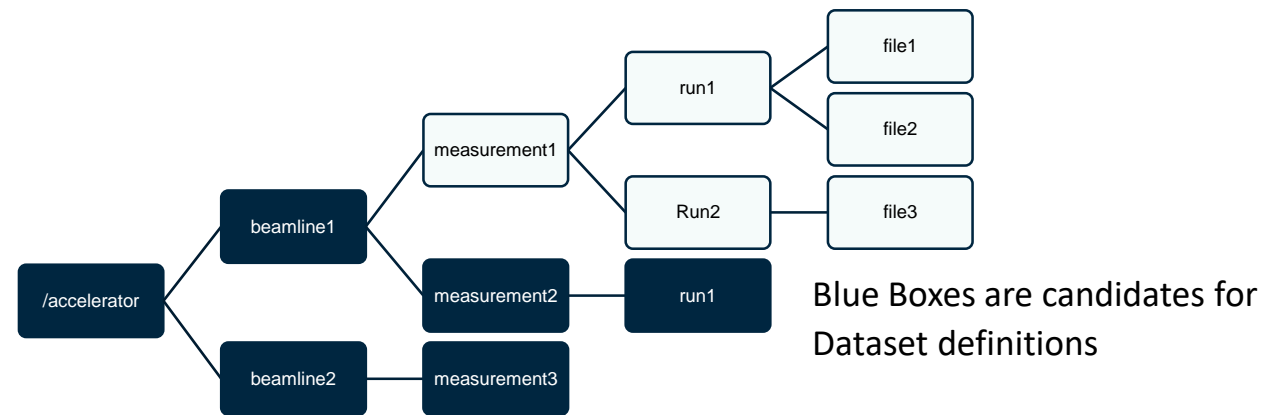 file1
run1
file2
measurement1
Run2
file3
beamline1
/accelerator
measurement2
run1
Blue Boxes are candidates for
Dataset definitions
beamline2
measurement3